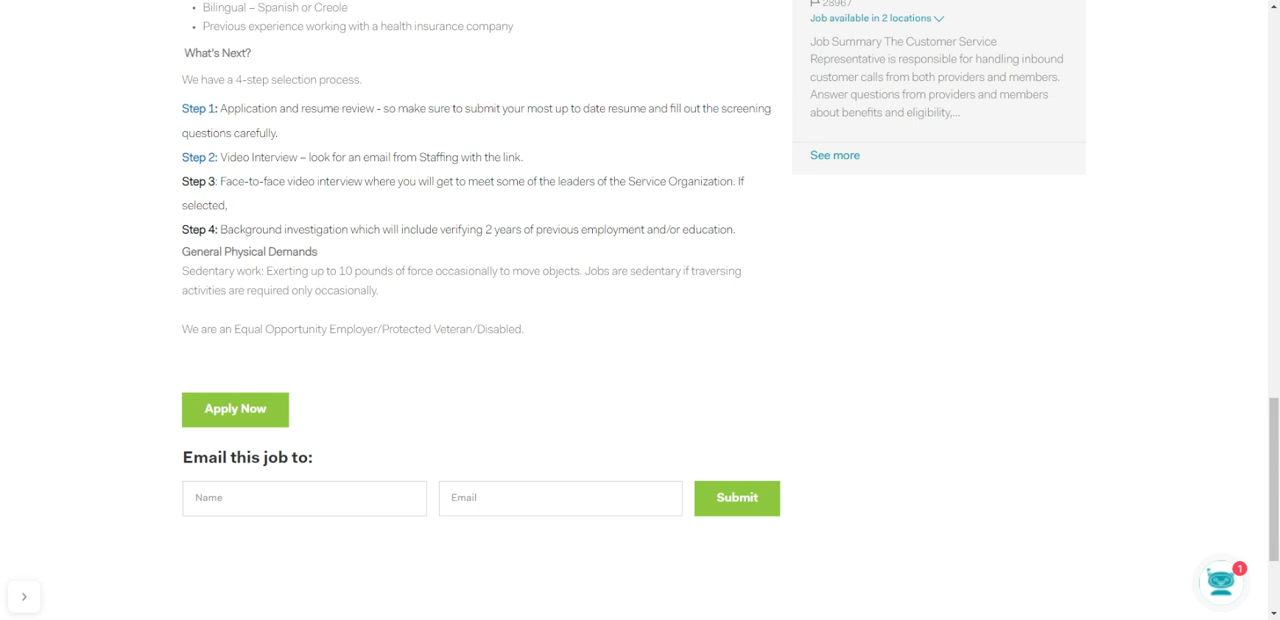 • Bilingual – Spanish or Creole
• Previous experience working with a health insurance company
What's Next?
We have a 4-step selection process.
Step 1: Application and resume review - so make sure to submit your most up to date resume and fill out the screening
questions carefully.
Step 2: Video Interview – look for an email from Staffing with the link.
Step 3: Face-to-face video interview where you will get to meet some of the leaders of the Service Organization. If
selected,
Step 4: Background investigation which will include verifying 2 years of previous employment and/or education.
General Physical Demands
Sedentary work: Exerting up to 10 pounds of force occasionally to move objects. Jobs are sedentary if traversing
activities are required only occasionally.
We are an Equal Opportunity Employer/Protected Veteran/Disabled.
Apply Now
Email this job to:
Name
Email
Submit
28967
Job available in 2 locations
Job Summary The Customer Service
Representative is responsible for handling inbound
customer calls from both providers and members.
Answer questions from providers and members
about benefits and eligibility,...
See more
1